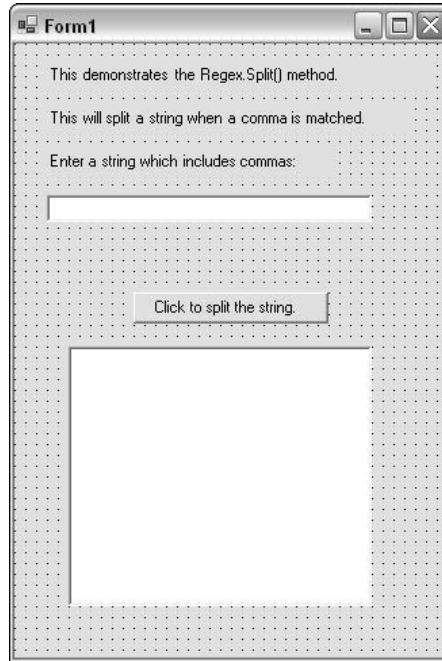 Form1
This demonstrates the Regex.Split() method.
This will split a string when a comma is matched.
Enter a string which includes commas:
Click to split the string.